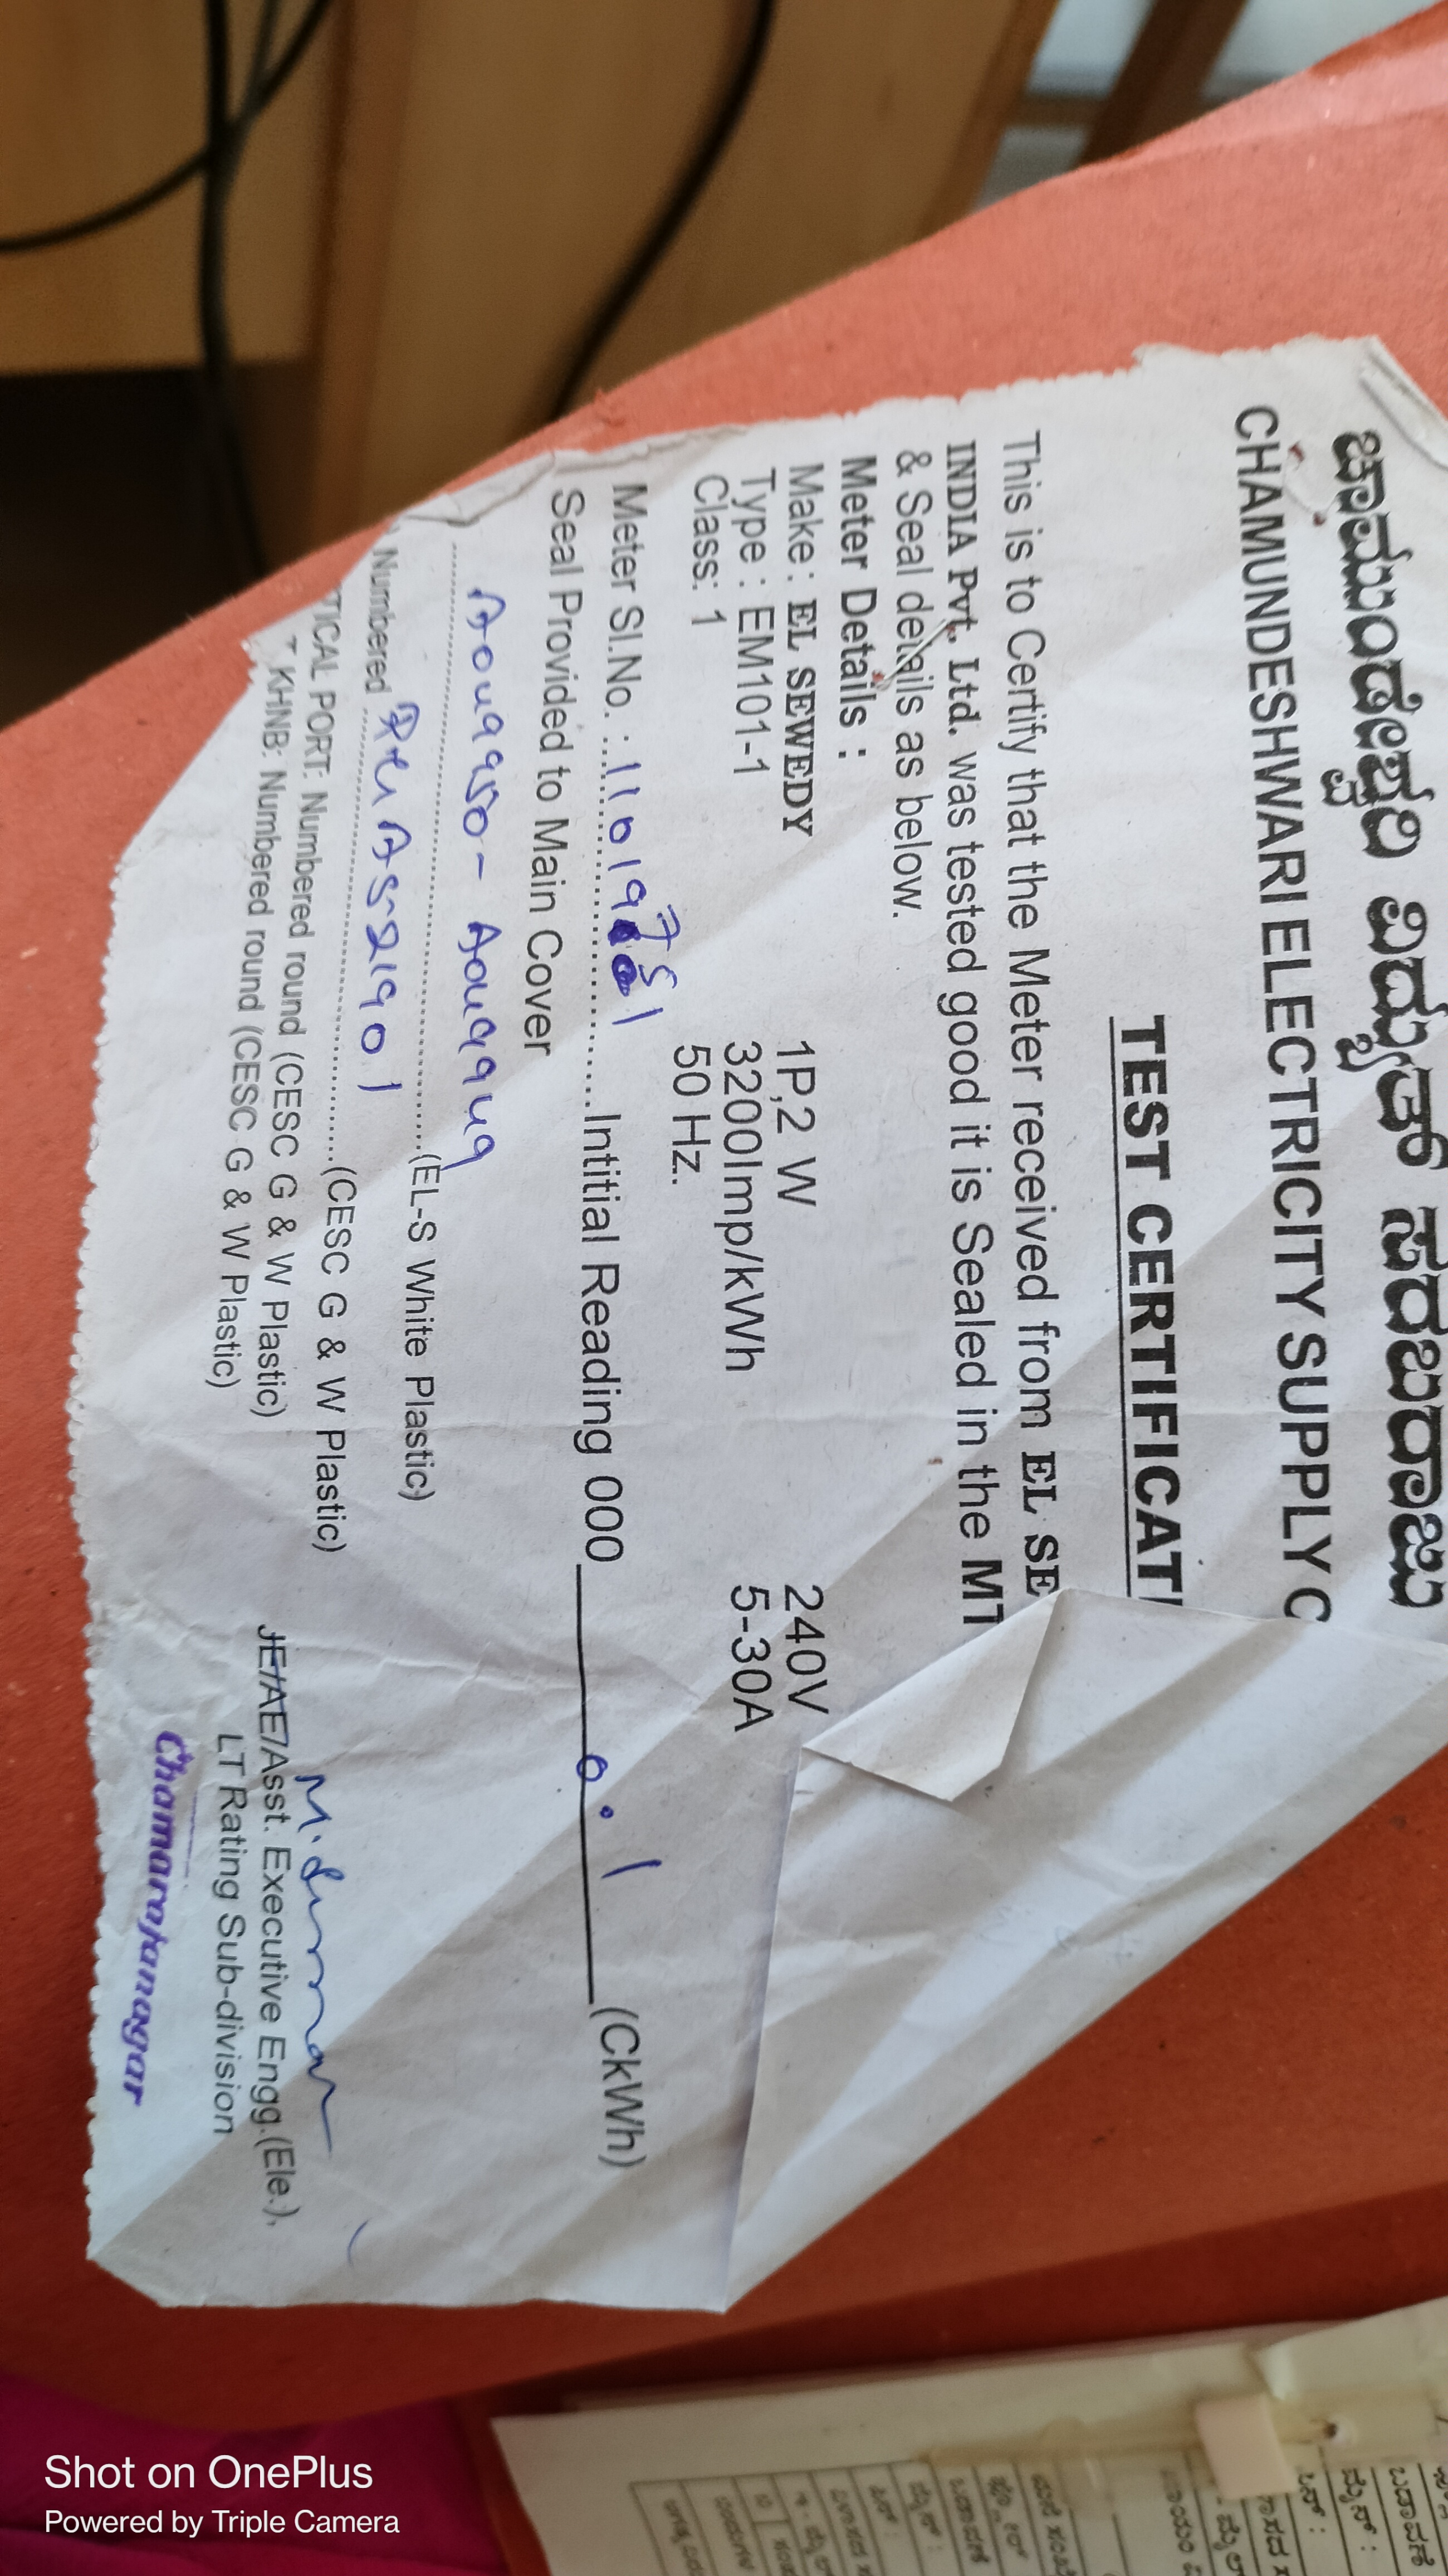 ಚಾಮುಂಡೇಶ್ವರಿ ವಿದ್ಯುತ್ ಸರಬರಾಜು
CHAMUNDESHWARI ELECTRICITY SUPPLY C
TEST CERTIFICAT
This is to Certify that the Meter received from EL SE
INDIA Pvt. Ltd. was tested good it is Sealed in the MT
& Seal details as below.
Meter Details :
Make: EL SEWEDY 1P,2 W 240V
Type : EM101-1 3200Imp/kWh 5-30A
Class: 1 50 Hz.
Meter Sl.No. : 11019751 Intitial Reading 000 0.1 (CkWh)
Seal Provided to Main Cover
A044950 - A044949 (EL-S White Plastic)
Numbered (CESC G & W Plastic)
TICAL PORT: Numbered round (CESC G & W Plastic)
T KHNB: Numbered round (CESC G & W Plastic)
JE/AE/Asst. Executive Engg.(Ele.),
LT Rating Sub-division
Chamarajanagar
Shot on OnePlus
Powered by Triple Camera